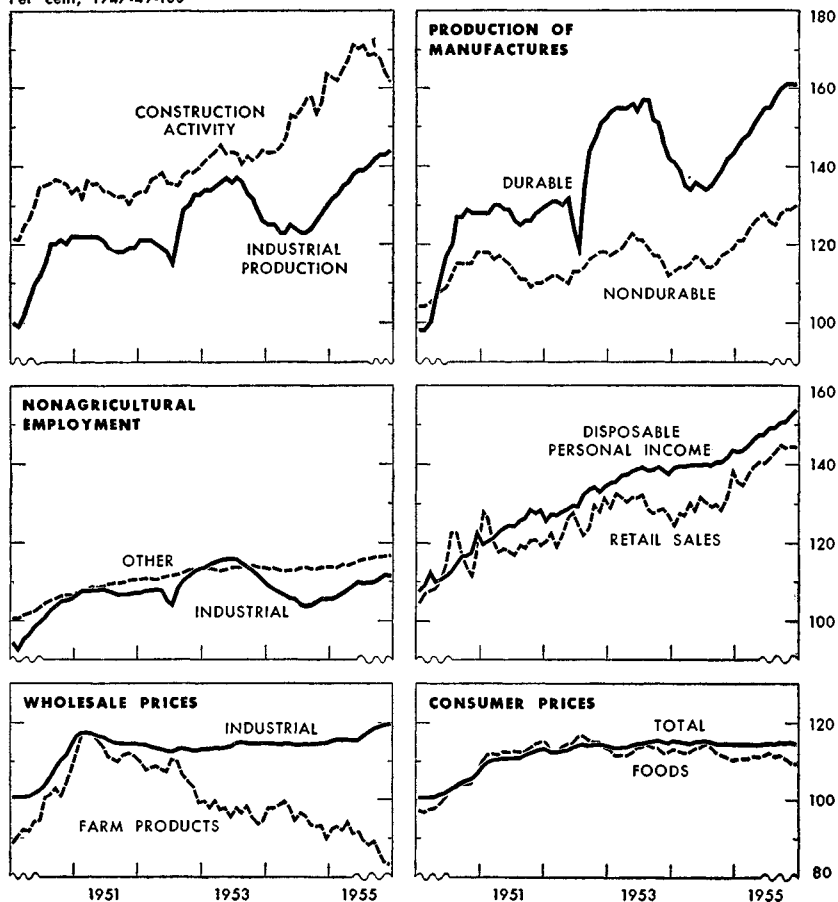 Per cent, 1947-49=100
CONSTRUCTION
ACTIVITY
INDUSTRIAL
PRODUCTION
PRODUCTION OF
MANUFACTURES
DURABLE
NONDURABLE
180
160
140
120
100
NONAGRICULTURAL
EMPLOYMENT
OTHER
INDUSTRIAL
DISPOSABLE
PERSONAL INCOME
RETAIL SALES
160
140
120
100
WHOLESALE PRICES
INDUSTRIAL
FARM PRODUCTS
CONSUMER PRICES
TOTAL
FOODS
120
100
80
1951 1953 1955
1951 1953 1955